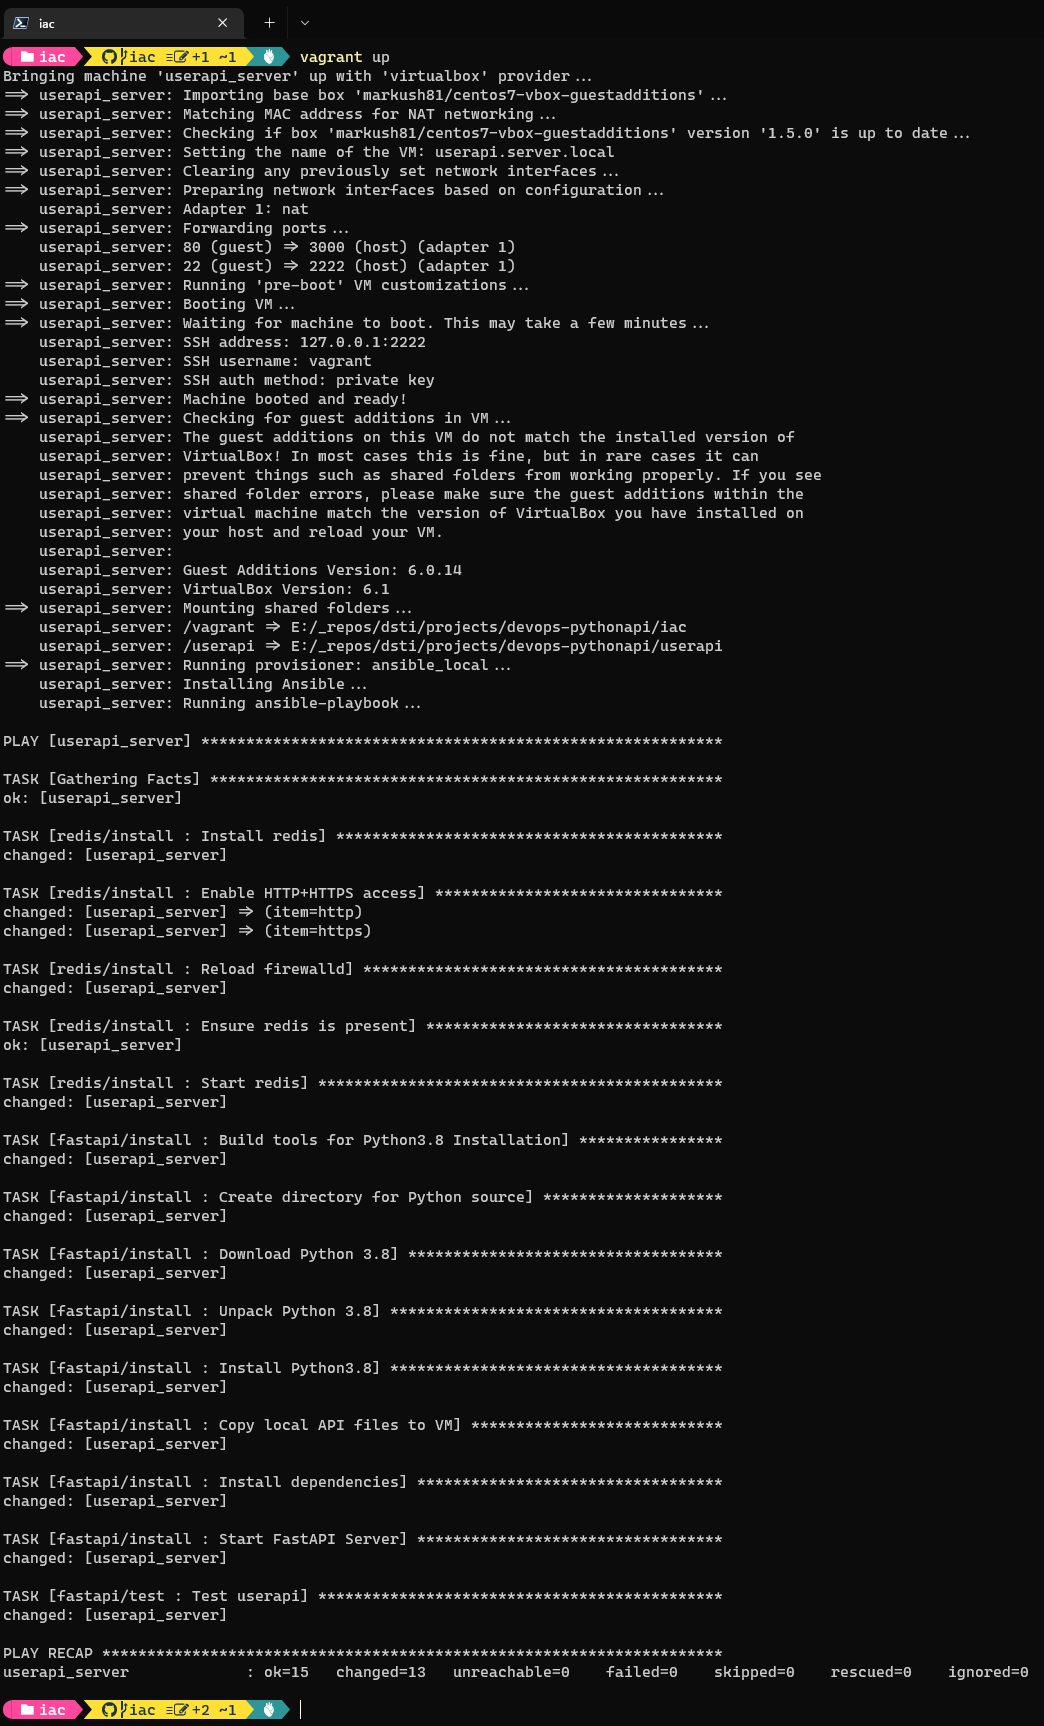 iac
iac iac ≡ +1 ~1 vagrant up
Bringing machine 'userapi_server' up with 'virtualbox' provider...
==> userapi_server: Importing base box 'markush81/centos7-vbox-guestadditions'...
==> userapi_server: Matching MAC address for NAT networking...
==> userapi_server: Checking if box 'markush81/centos7-vbox-guestadditions' version '1.5.0' is up to date...
==> userapi_server: Setting the name of the VM: userapi.server.local
==> userapi_server: Clearing any previously set network interfaces...
==> userapi_server: Preparing network interfaces based on configuration...
    userapi_server: Adapter 1: nat
==> userapi_server: Forwarding ports...
    userapi_server: 80 (guest) => 3000 (host) (adapter 1)
    userapi_server: 22 (guest) => 2222 (host) (adapter 1)
==> userapi_server: Running 'pre-boot' VM customizations...
==> userapi_server: Booting VM...
==> userapi_server: Waiting for machine to boot. This may take a few minutes...
    userapi_server: SSH address: 127.0.0.1:2222
    userapi_server: SSH username: vagrant
    userapi_server: SSH auth method: private key
==> userapi_server: Machine booted and ready!
==> userapi_server: Checking for guest additions in VM...
    userapi_server: The guest additions on this VM do not match the installed version of
    userapi_server: VirtualBox! In most cases this is fine, but in rare cases it can
    userapi_server: prevent things such as shared folders from working properly. If you see
    userapi_server: shared folder errors, please make sure the guest additions within the
    userapi_server: virtual machine match the version of VirtualBox you have installed on
    userapi_server: your host and reload your VM.
    userapi_server:
    userapi_server: Guest Additions Version: 6.0.14
    userapi_server: VirtualBox Version: 6.1
==> userapi_server: Mounting shared folders...
    userapi_server: /vagrant => E:/_repos/dsti/projects/devops-pythonapi/iac
    userapi_server: /userapi => E:/_repos/dsti/projects/devops-pythonapi/userapi
==> userapi_server: Running provisioner: ansible_local...
    userapi_server: Installing Ansible...
    userapi_server: Running ansible-playbook...
PLAY [userapi_server] **********************************************************
TASK [Gathering Facts] *********************************************************
ok: [userapi_server]
TASK [redis/install : Install redis] *******************************************
changed: [userapi_server]
TASK [redis/install : Enable HTTP+HTTPS access] ********************************
changed: [userapi_server] => (item=http)
changed: [userapi_server] => (item=https)
TASK [redis/install : Reload firewalld] ****************************************
changed: [userapi_server]
TASK [redis/install : Ensure redis is present] *********************************
ok: [userapi_server]
TASK [redis/install : Start redis] *********************************************
changed: [userapi_server]
TASK [fastapi/install : Build tools for Python3.8 Installation] ****************
changed: [userapi_server]
TASK [fastapi/install : Create directory for Python source] ********************
changed: [userapi_server]
TASK [fastapi/install : Download Python 3.8] ***********************************
changed: [userapi_server]
TASK [fastapi/install : Unpack Python 3.8] *************************************
changed: [userapi_server]
TASK [fastapi/install : Install Python3.8] *************************************
changed: [userapi_server]
TASK [fastapi/install : Copy local API files to VM] ****************************
changed: [userapi_server]
TASK [fastapi/install : Install dependencies] **********************************
changed: [userapi_server]
TASK [fastapi/install : Start FastAPI Server] **********************************
changed: [userapi_server]
TASK [fastapi/test : Test userapi] *********************************************
changed: [userapi_server]
PLAY RECAP *********************************************************************
userapi_server             : ok=15   changed=13   unreachable=0    failed=0    skipped=0    rescued=0    ignored=0
iac iac ≡ +2 ~1